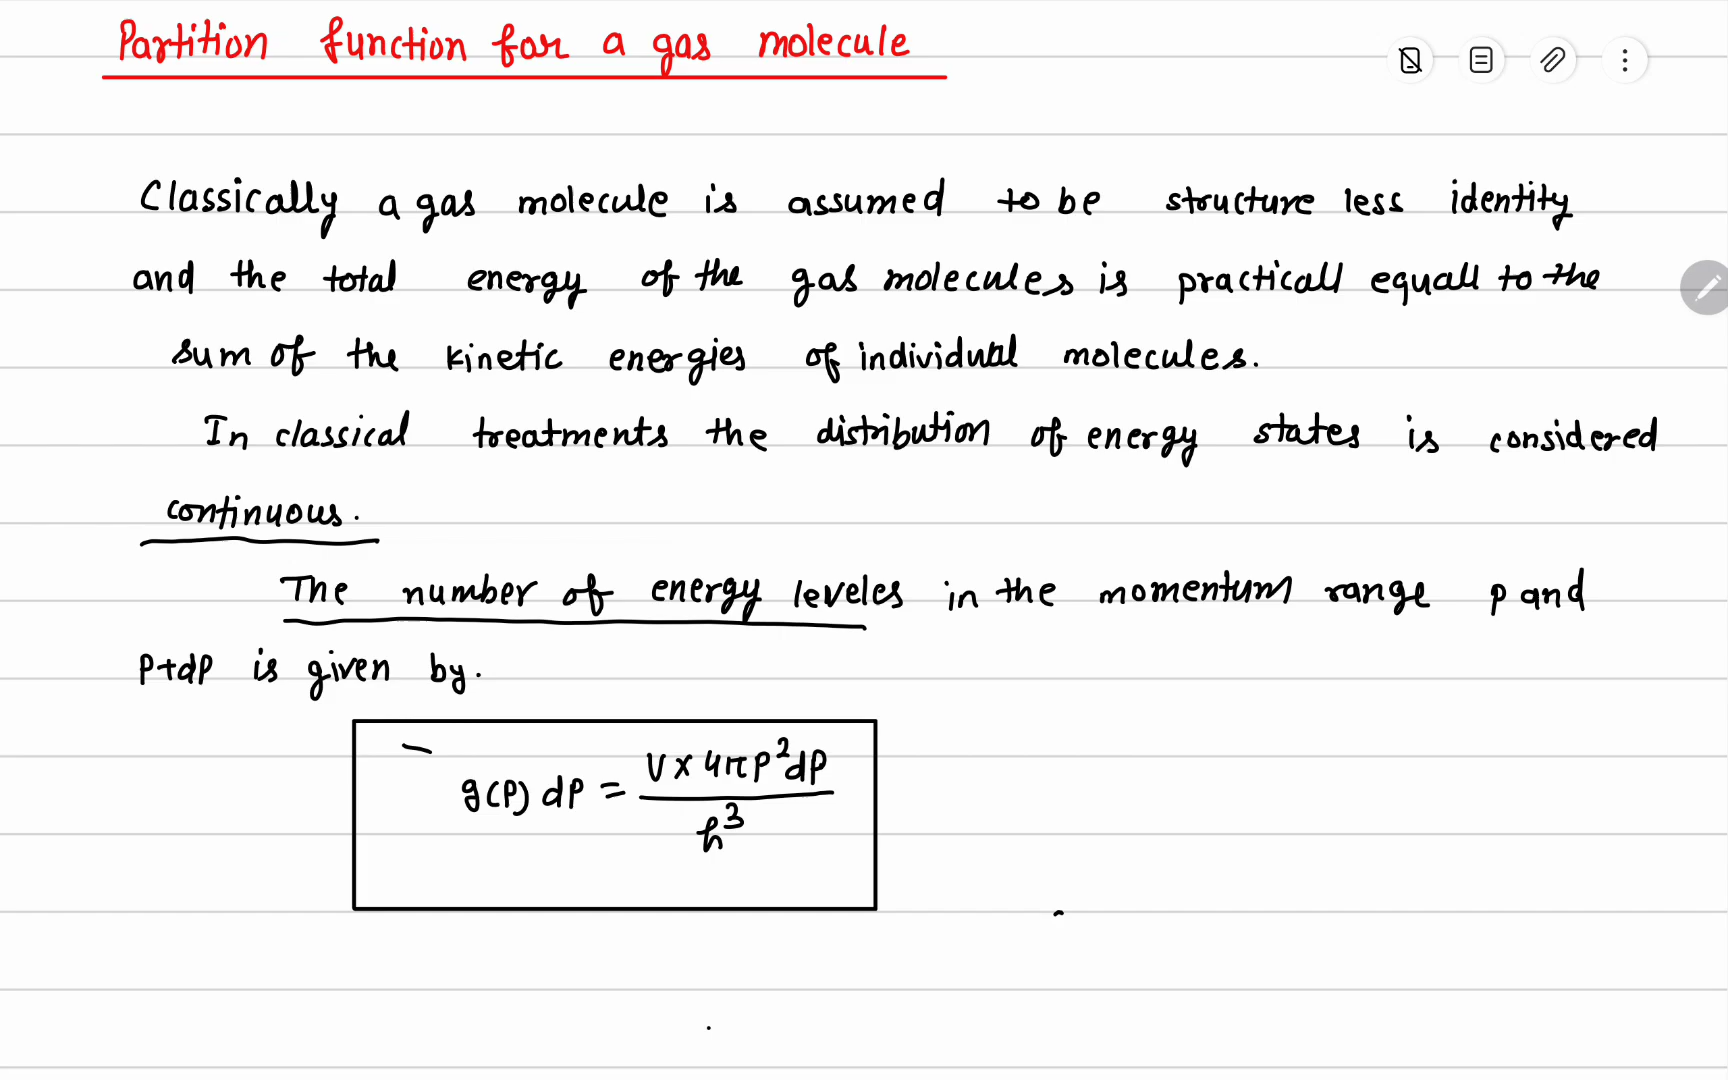 Partition function for a gas molecule
Classically a gas molecule is assumed to be structure less identity
and the total energy of the gas molecules is practicall equall to the
sum of the kinetic energies of individual molecules.
In classical treatments the distribution of energy states is considered
continuous.
The number of energy leveles in the momentum range p and
P+dP is given by.
g(P) dP = V × 4πP²dP / h³